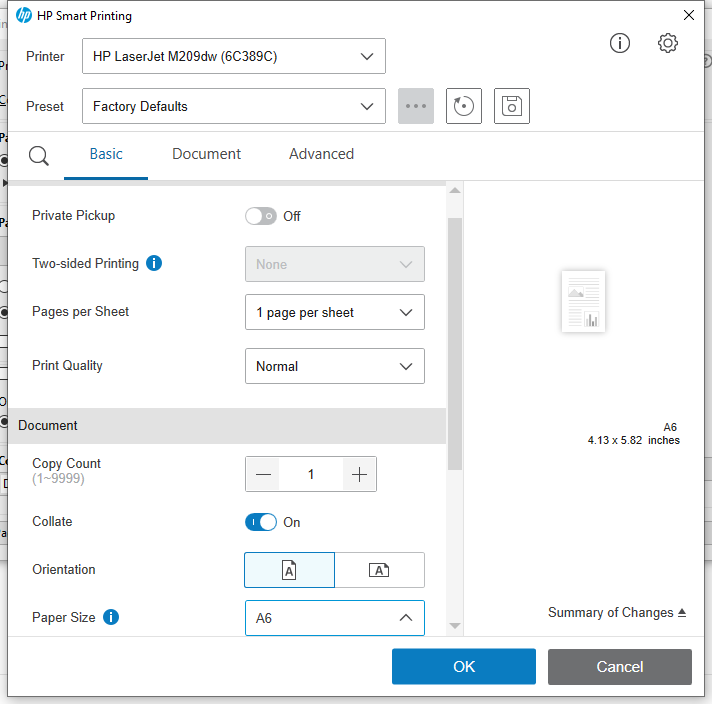 HP Smart Printing
Printer HP LaserJet M209dw (6C389C)
Preset Factory Defaults
Basic Document Advanced
Private Pickup Off
Two-sided Printing None
Pages per Sheet 1 page per sheet
Print Quality Normal
Document
Copy Count 1
(1~9999)
Collate On
Orientation
Paper Size A6
A6
4.13 x 5.82 inches
Summary of Changes
OK Cancel